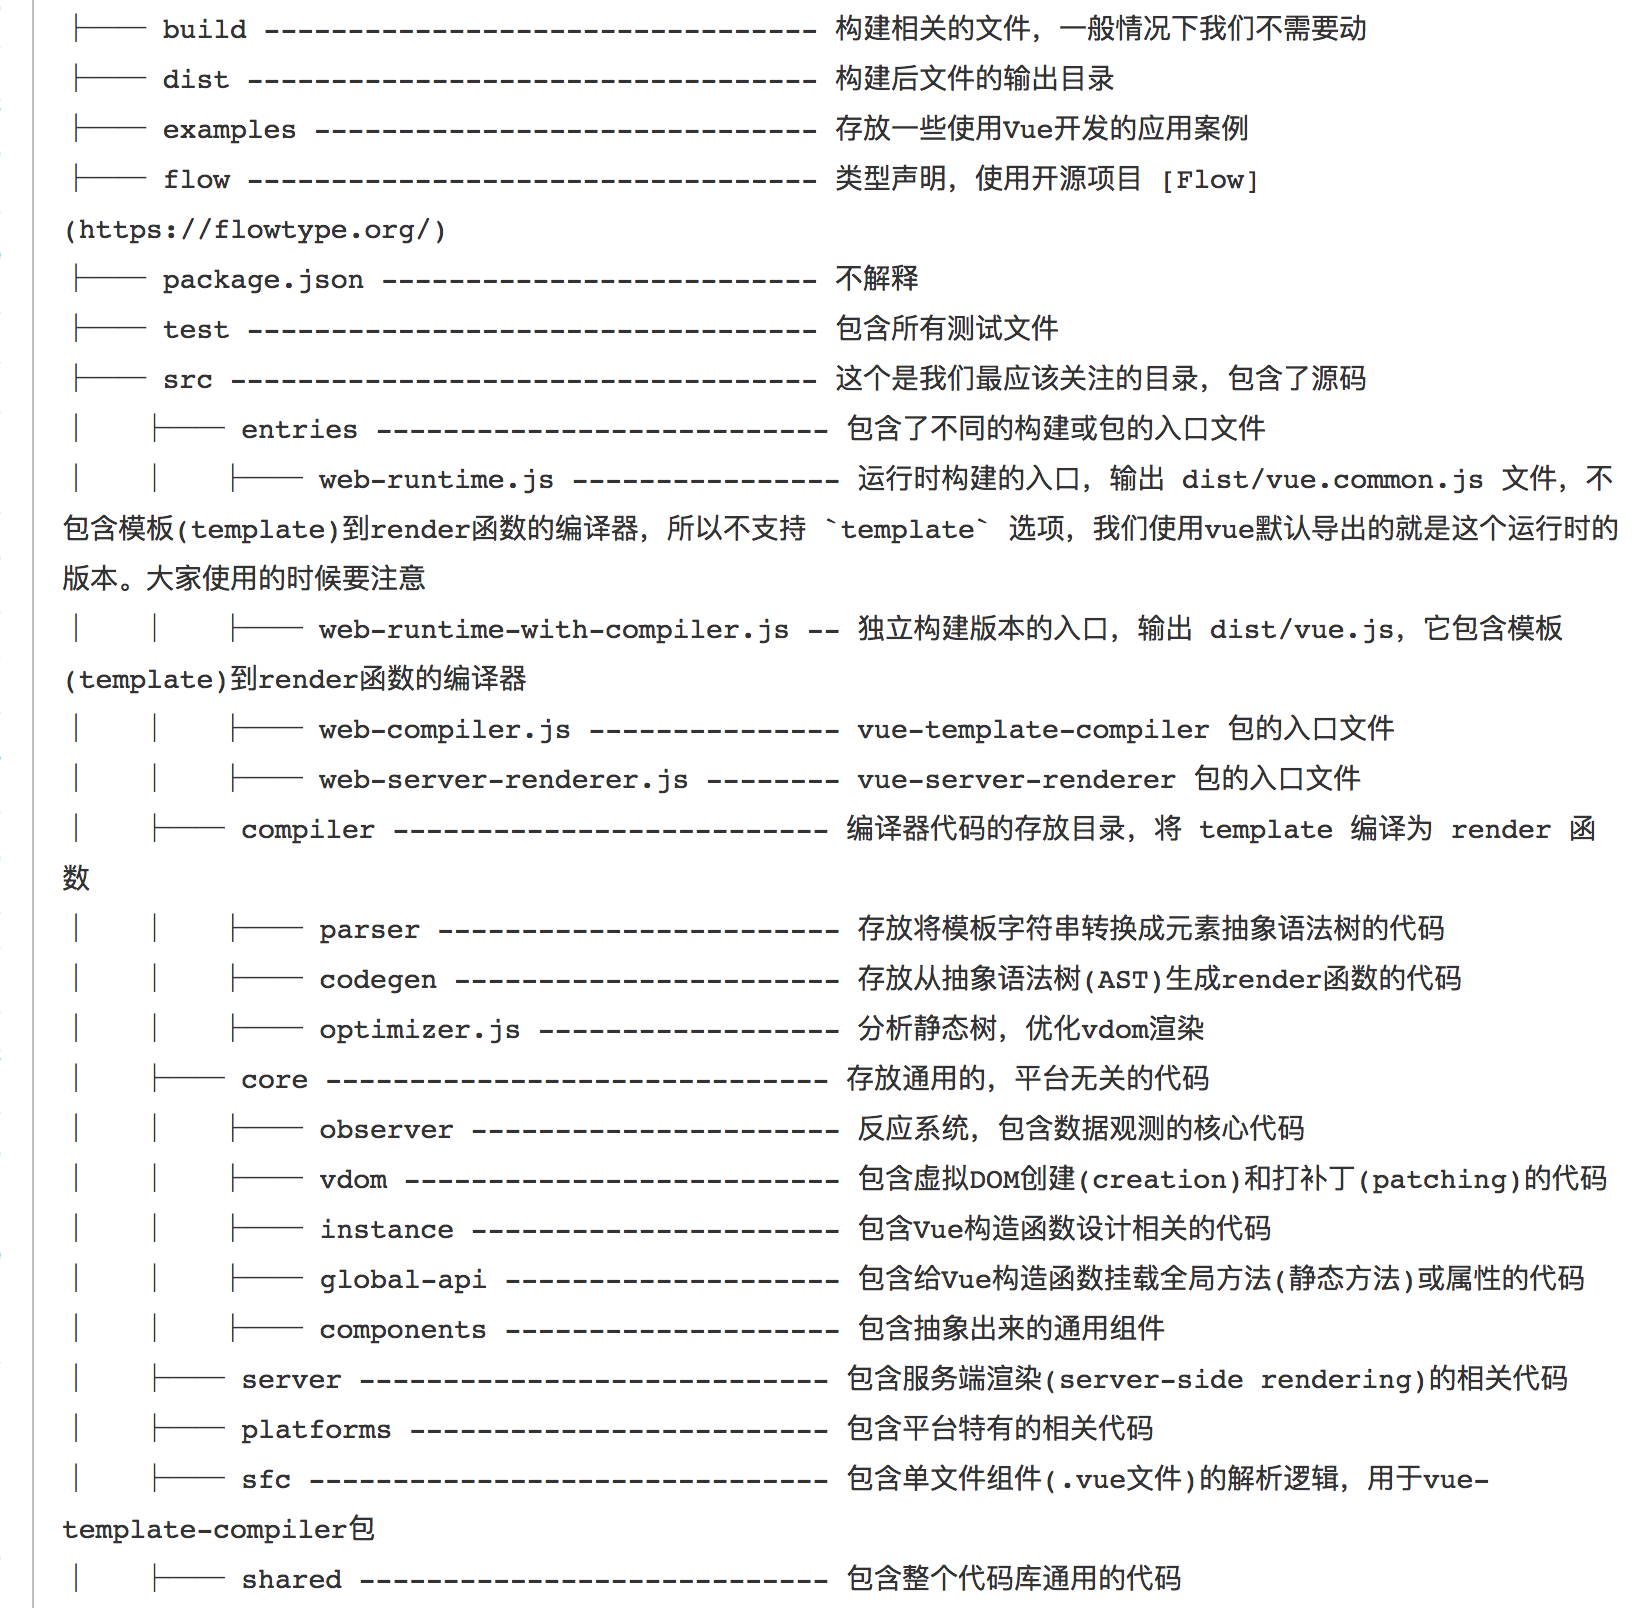 ├── build --------------------------------- 构建相关的文件，一般情况下我们不需要动
├── dist ---------------------------------- 构建后文件的输出目录
├── examples ------------------------------ 存放一些使用Vue开发的应用案例
├── flow ---------------------------------- 类型声明，使用开源项目 [Flow]
(https://flowtype.org/)
├── package.json -------------------------- 不解释
├── test ---------------------------------- 包含所有测试文件
├── src ----------------------------------- 这个是我们最应该关注的目录，包含了源码
│   ├── entries --------------------------- 包含了不同的构建或包的入口文件
│   │   ├── web-runtime.js ---------------- 运行时构建的入口，输出 dist/vue.common.js 文件，不
包含模板(template)到render函数的编译器，所以不支持 `template` 选项，我们使用vue默认导出的就是这个运行时的
版本。大家使用的时候要注意
│   │   ├── web-runtime-with-compiler.js -- 独立构建版本的入口，输出 dist/vue.js，它包含模板
(template)到render函数的编译器
│   │   ├── web-compiler.js --------------- vue-template-compiler 包的入口文件
│   │   ├── web-server-renderer.js -------- vue-server-renderer 包的入口文件
│   ├── compiler -------------------------- 编译器代码的存放目录，将 template 编译为 render 函
数
│   │   ├── parser ------------------------ 存放将模板字符串转换成元素抽象语法树的代码
│   │   ├── codegen ----------------------- 存放从抽象语法树(AST)生成render函数的代码
│   │   ├── optimizer.js ------------------ 分析静态树，优化vdom渲染
│   ├── core ------------------------------ 存放通用的，平台无关的代码
│   │   ├── observer ---------------------- 反应系统，包含数据观测的核心代码
│   │   ├── vdom -------------------------- 包含虚拟DOM创建(creation)和打补丁(patching)的代码
│   │   ├── instance ---------------------- 包含Vue构造函数设计相关的代码
│   │   ├── global-api -------------------- 包含给Vue构造函数挂载全局方法(静态方法)或属性的代码
│   │   ├── components -------------------- 包含抽象出来的通用组件
│   ├── server ---------------------------- 包含服务端渲染(server-side rendering)的相关代码
│   ├── platforms ------------------------- 包含平台特有的相关代码
│   ├── sfc ------------------------------- 包含单文件组件(.vue文件)的解析逻辑，用于vue-
template-compiler包
│   ├── shared ---------------------------- 包含整个代码库通用的代码